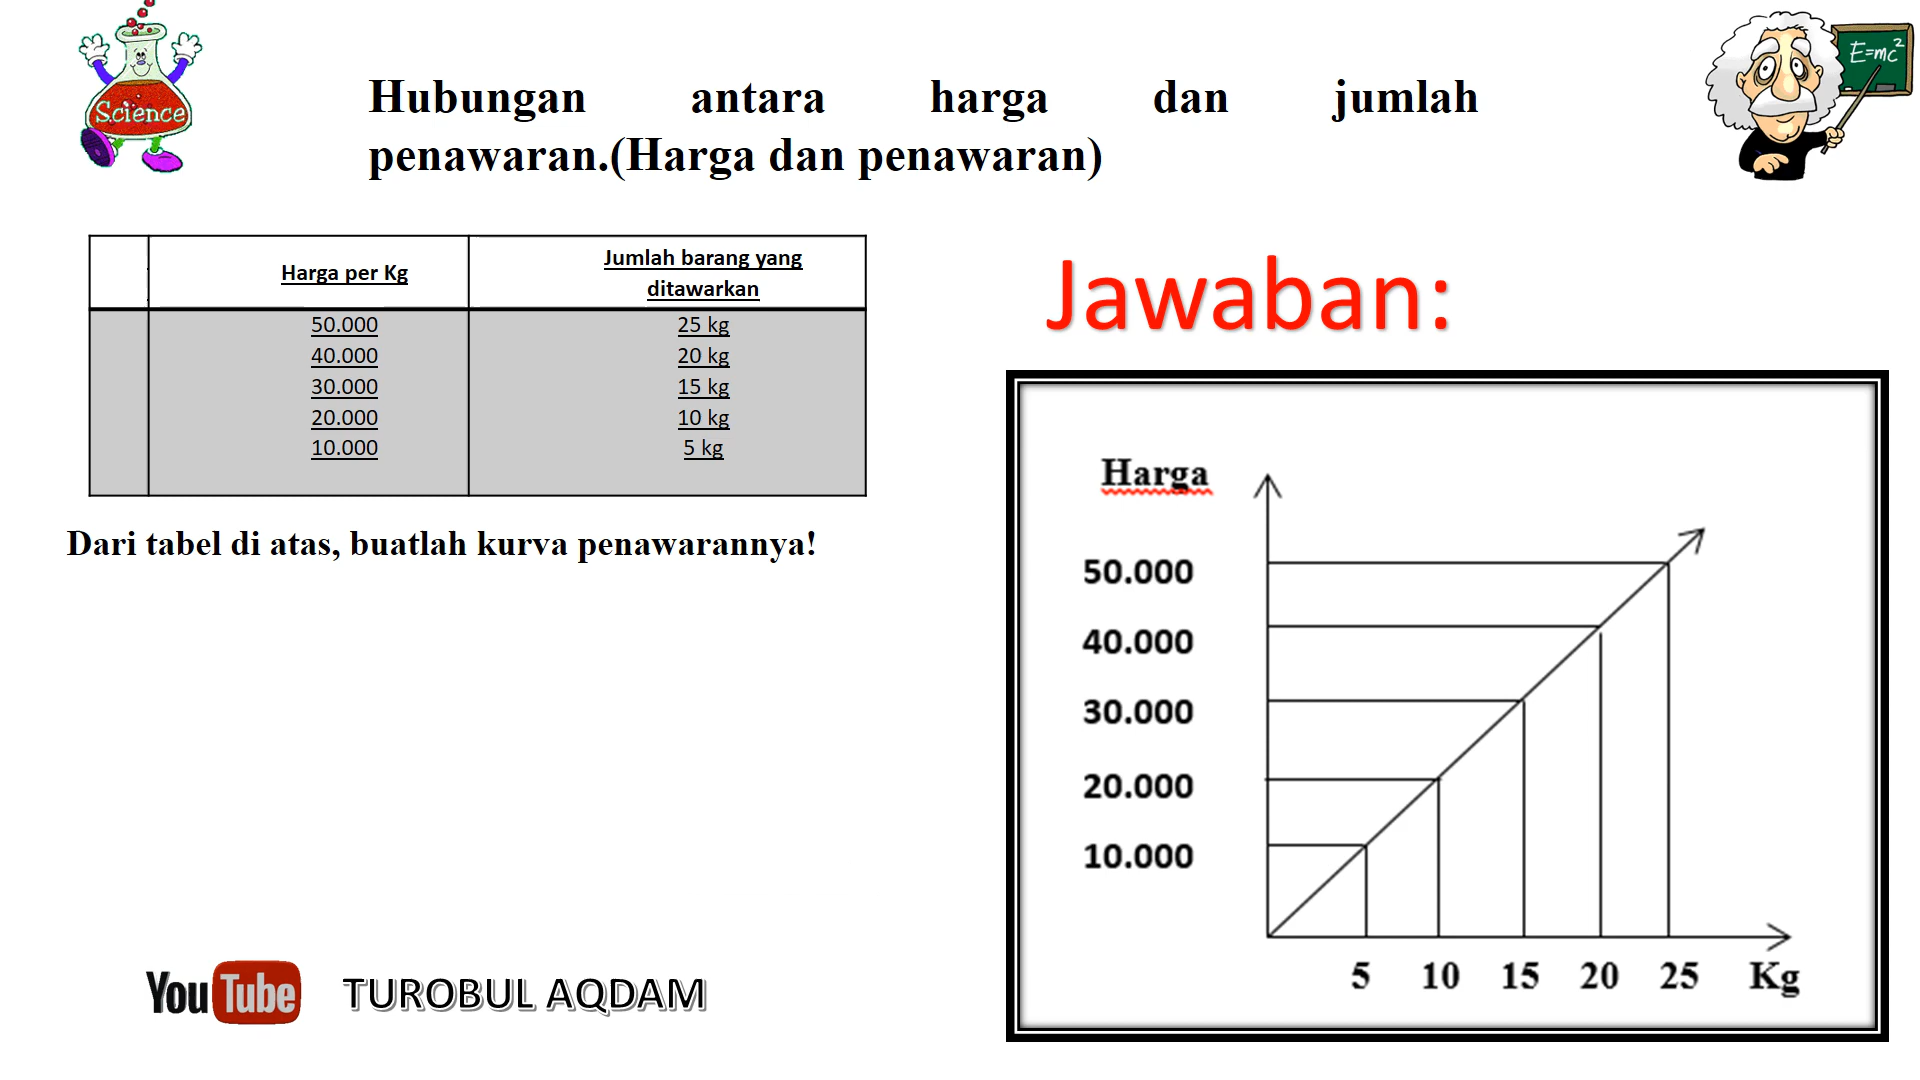 Science
Hubungan antara harga dan jumlah
penawaran.(Harga dan penawaran)
E=mc²
Harga per Kg
Jumlah barang yang
ditawarkan
50.000 25 kg
40.000 20 kg
30.000 15 kg
20.000 10 kg
10.000 5 kg
Dari tabel di atas, buatlah kurva penawarannya!
Jawaban:
Harga
50.000
40.000
30.000
20.000
10.000
5 10 15 20 25 Kg
YouTube TUROBUL AQDAM